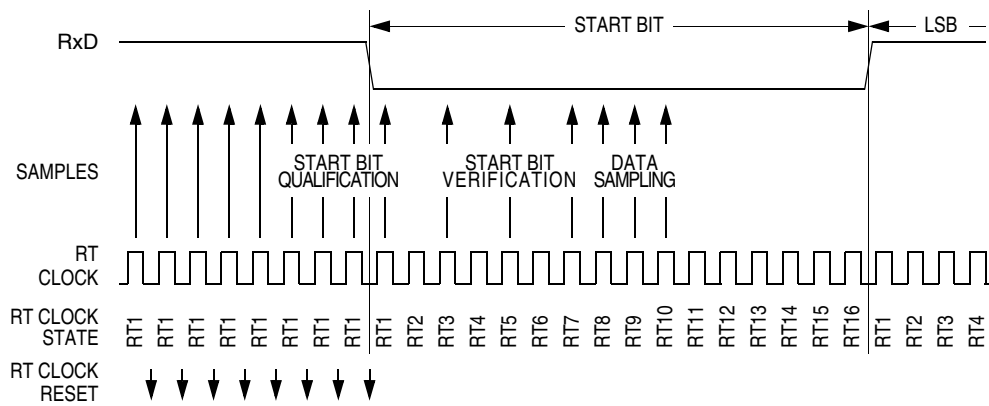 START BIT LSB
RxD
SAMPLES
START BIT QUALIFICATION
START BIT VERIFICATION
DATA SAMPLING
RT CLOCK
RT CLOCK STATE
RT1 RT1 RT1 RT1 RT1 RT1 RT1 RT1 RT1 RT2 RT3 RT4 RT5 RT6 RT7 RT8 RT9 RT10 RT11 RT12 RT13 RT14 RT15 RT16 RT1 RT2 RT3 RT4
RT CLOCK RESET